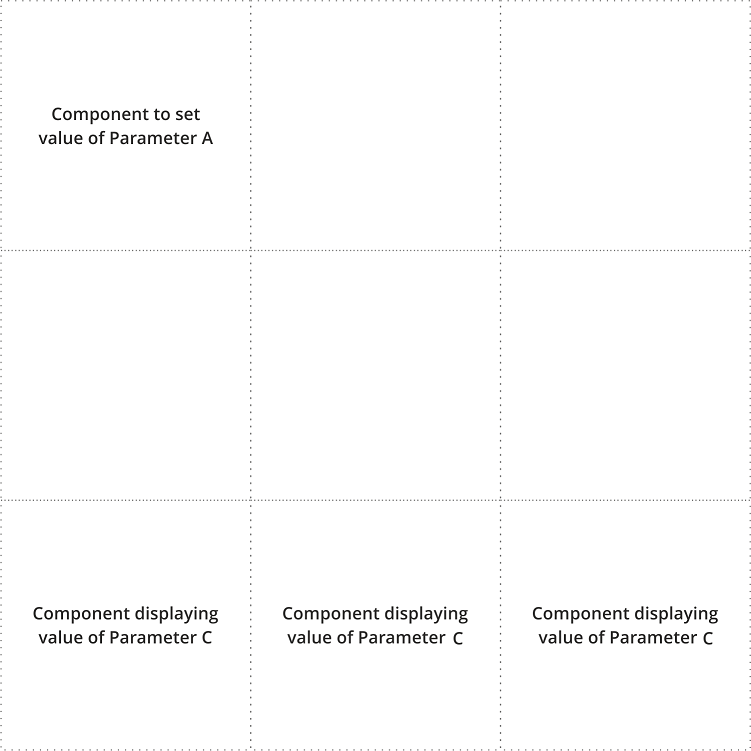 Component to set
value of Parameter A
Component displaying
value of Parameter C
Component displaying
value of Parameter C
Component displaying
value of Parameter C